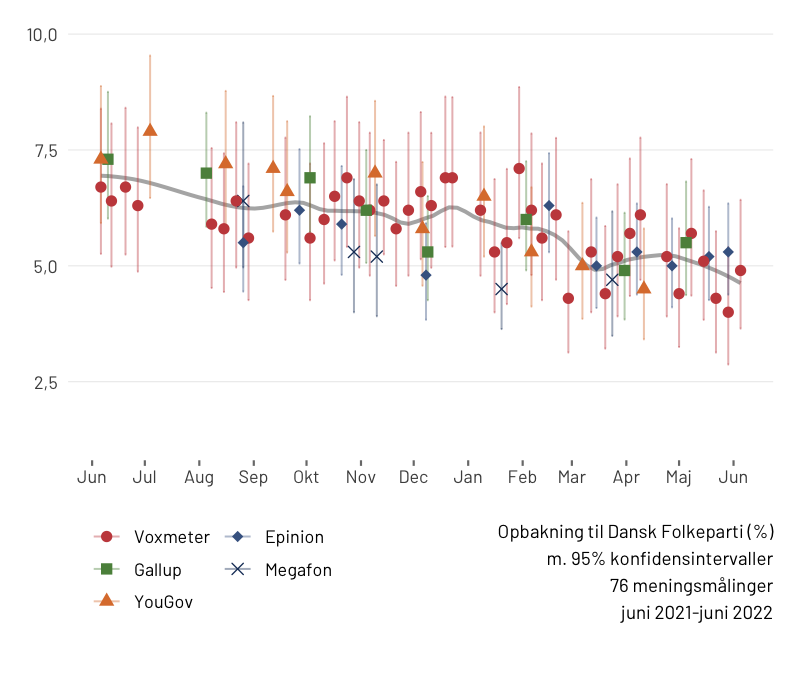 10,0
7,5
5,0
2,5
Jun Jul Aug Sep Okt Nov Dec Jan Feb Mar Apr Maj Jun
Voxmeter Epinion
Gallup Megafon
YouGov
Opbakning til Dansk Folkeparti (%)
m. 95% konfidensintervaller
76 meningsmålinger
juni 2021-juni 2022